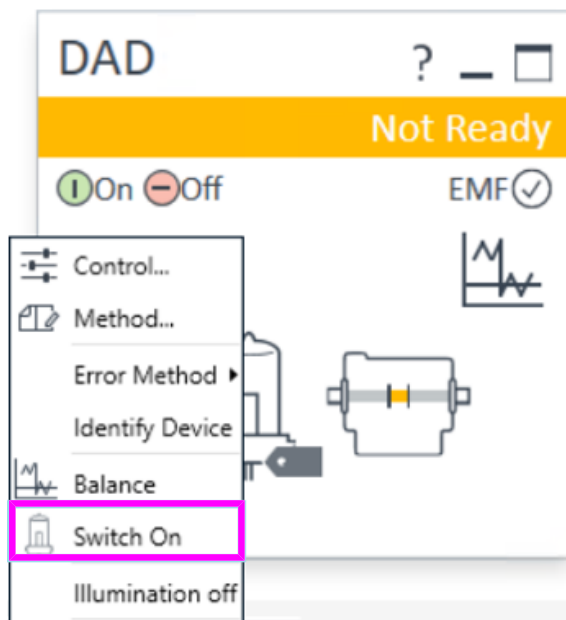 DAD ?
Not Ready
On Off EMF
Control...
Method...
Error Method
Identify Device
Balance
Switch On
Illumination off